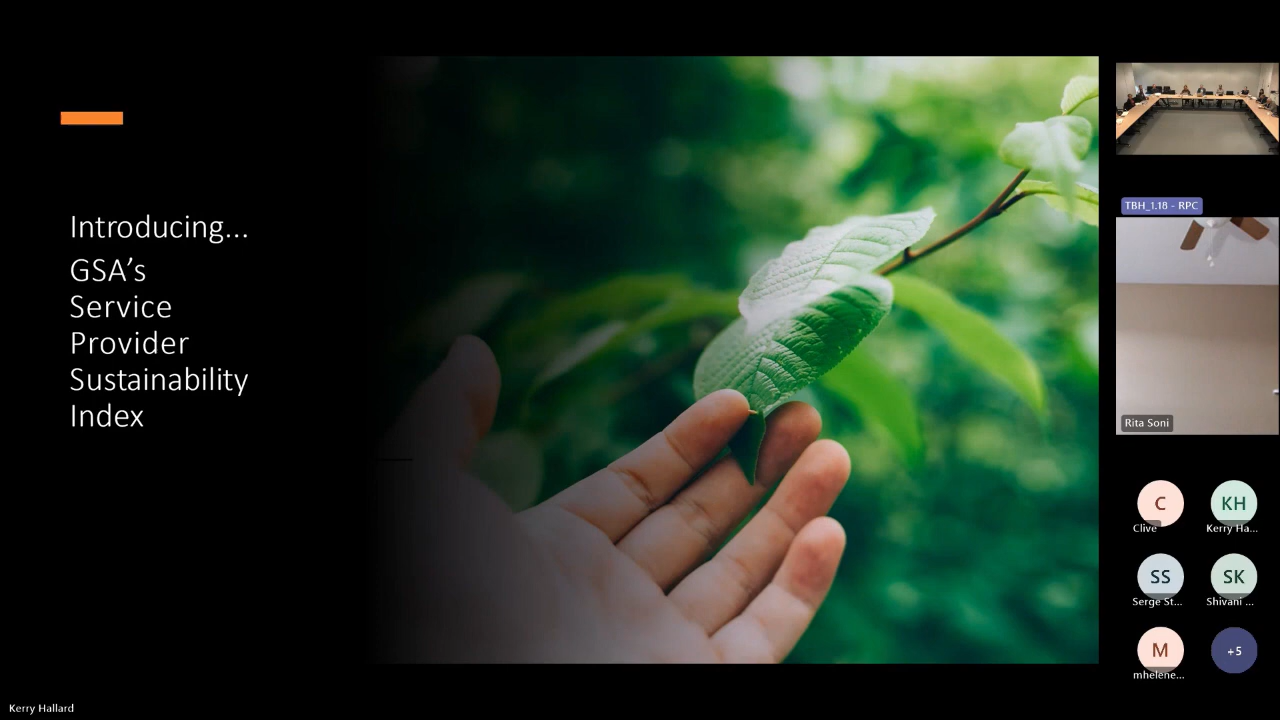 Introducing...
GSA's
Service
Provider
Sustainability
Index
TBH_1.18 - RPC
Rita Soni
C
KH
Clive
Kerry Ha...
SS
SK
Serge St...
Shivani ...
M
+5
mhelene...
Kerry Hallard